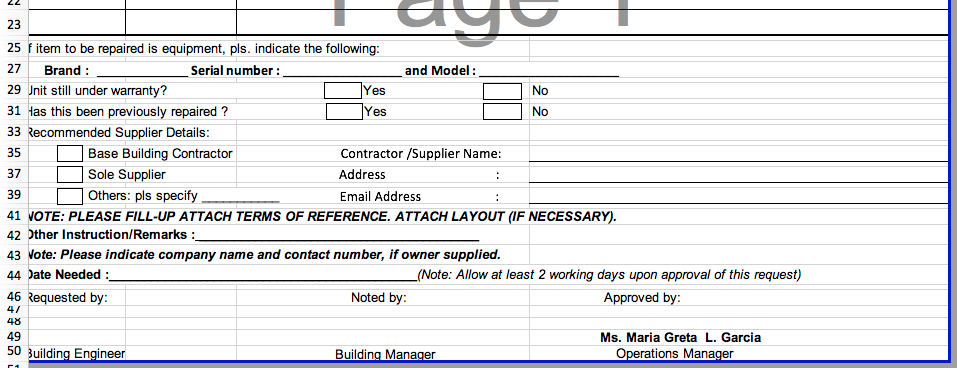 22
Page 1
23
25 f item to be repaired is equipment, pls. indicate the following:
27 Brand : __________ Serial number : __________ and Model : __________
29 Unit still under warranty? Yes No
31 Has this been previously repaired ? Yes No
33 Recommended Supplier Details:
35 Base Building Contractor Contractor /Supplier Name:
37 Sole Supplier Address :
39 Others: pls specify __________ Email Address :
41 NOTE: PLEASE FILL-UP ATTACH TERMS OF REFERENCE. ATTACH LAYOUT (IF NECESSARY).
42 Other Instruction/Remarks : __________
43 Note: Please indicate company name and contact number, if owner supplied.
44 Date Needed : __________ (Note: Allow at least 2 working days upon approval of this request)
46 Requested by: Noted by: Approved by:
47
48
49 Ms. Maria Greta L. Garcia
50 Building Engineer Building Manager Operations Manager
51